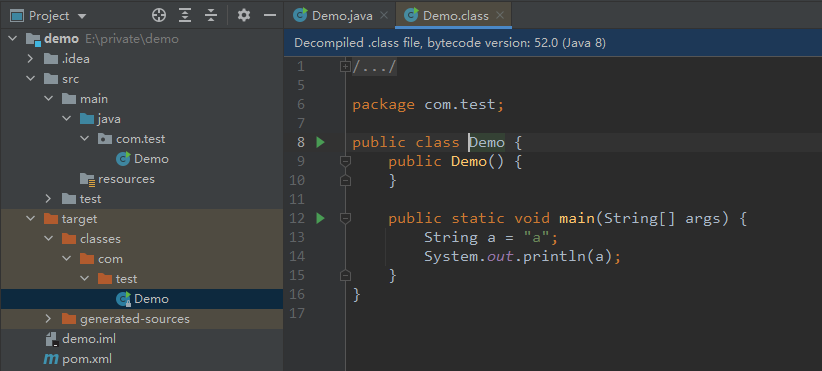 Project
demo E:\private\demo
.idea
src
main
java
com.test
Demo
resources
test
target
classes
com
test
Demo
generated-sources
demo.iml
pom.xml
Demo.java
Demo.class
Decompiled .class file, bytecode version: 52.0 (Java 8)
1 /.../
5
6 package com.test;
7
8 public class Demo {
9 public Demo() {
10 }
11
12 public static void main(String[] args) {
13 String a = "a";
14 System.out.println(a);
15 }
16 }
17